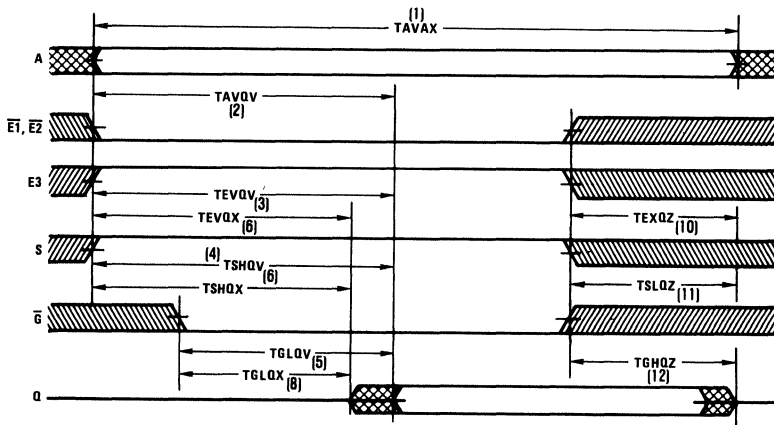 (1)
TAVAX
A
TAVQV
(2)
E1, E2
E3
TEVQV
(3)
TEVQX
(6)
TEXQZ
(10)
S
(4)
TSHQV
(6)
TSHQX
TSLQZ
(11)
G
TGLQV
(5)
TGLQX
(8)
TGHQZ
(12)
Q